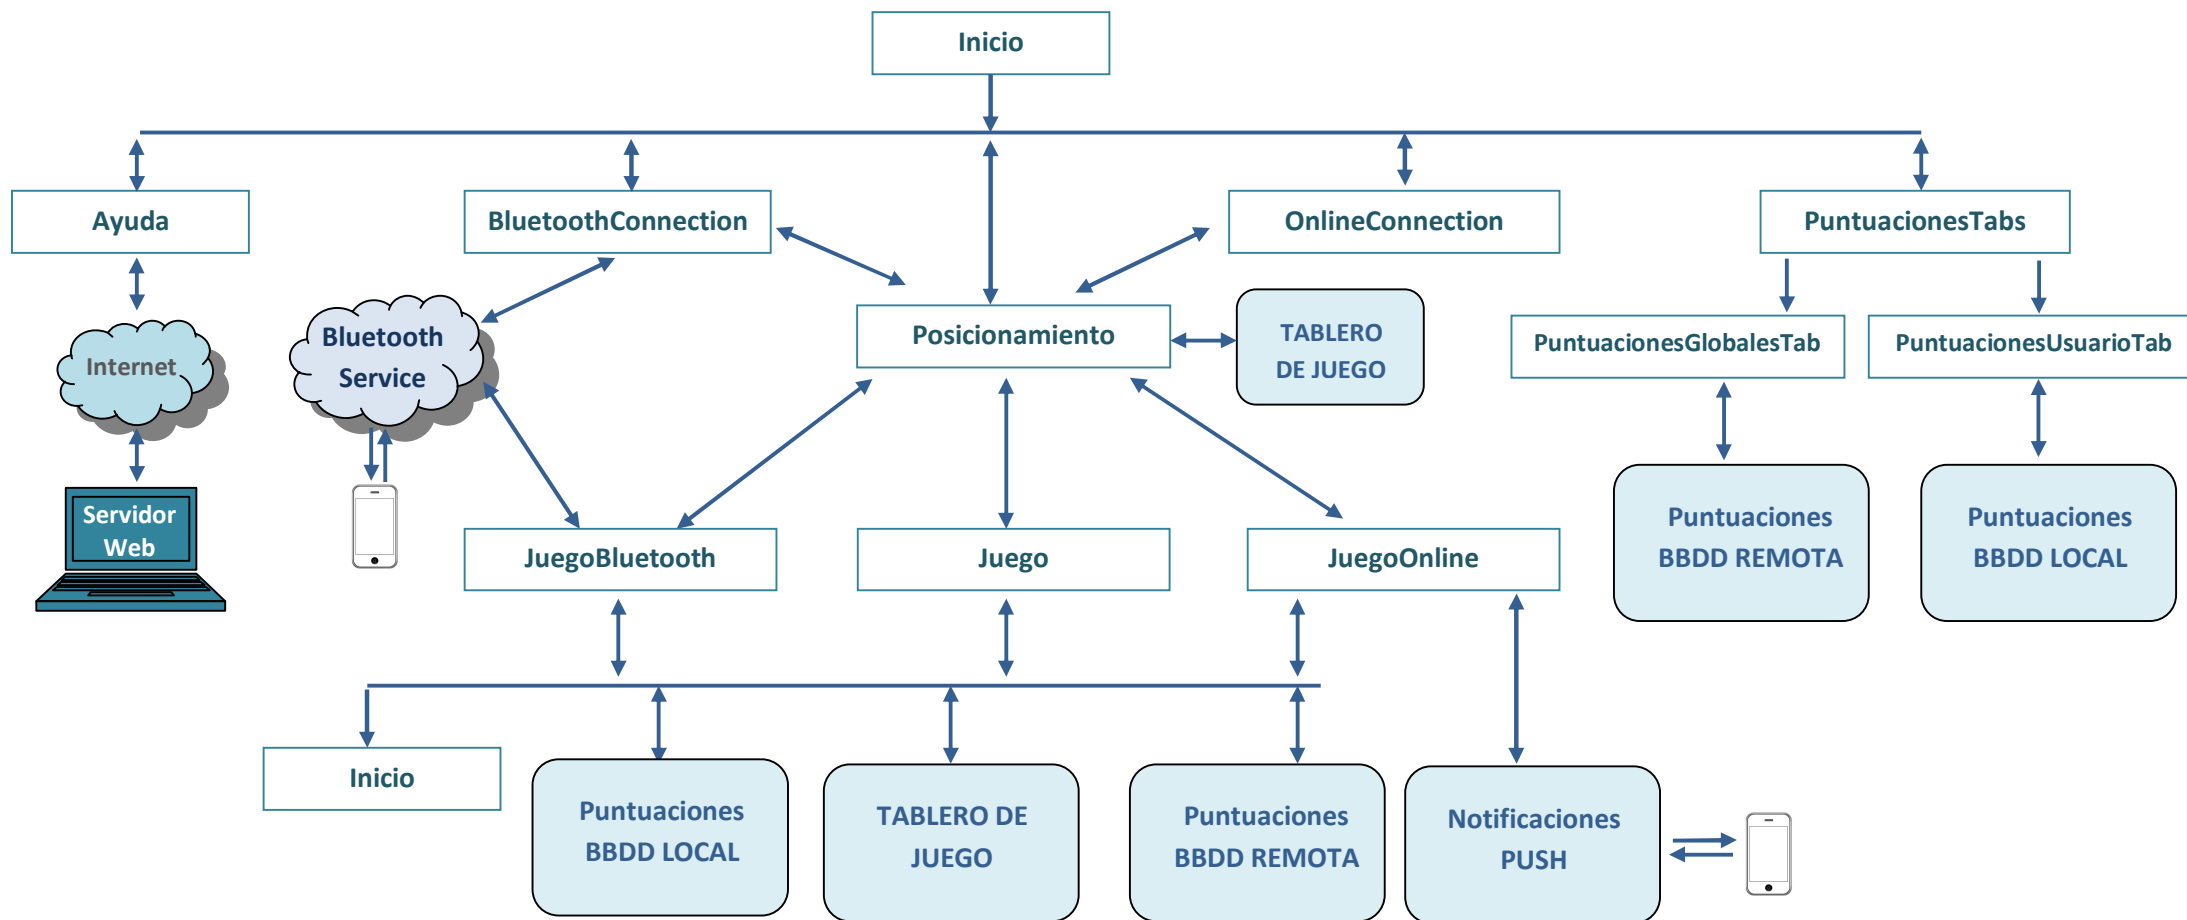 Inicio
Ayuda
BluetoothConnection
OnlineConnection
PuntuacionesTabs
Internet
Bluetooth
Service
Posicionamiento
TABLERO
DE JUEGO
PuntuacionesGlobalesTab
PuntuacionesUsuarioTab
Servidor
Web
JuegoBluetooth
Juego
JuegoOnline
Puntuaciones
BBDD REMOTA
Puntuaciones
BBDD LOCAL
Inicio
Puntuaciones
BBDD LOCAL
TABLERO DE
JUEGO
Puntuaciones
BBDD REMOTA
Notificaciones
PUSH